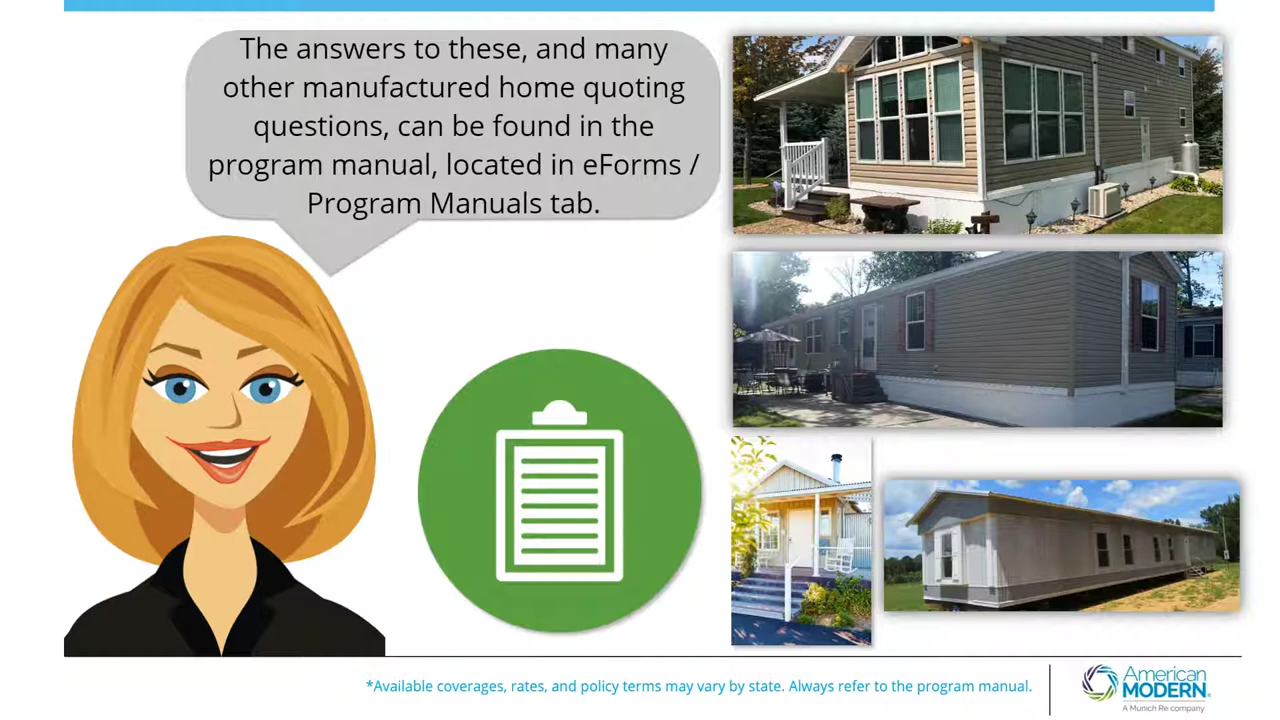 The answers to these, and many
other manufactured home quoting
questions, can be found in the
program manual, located in eForms /
Program Manuals tab.
*Available coverages, rates, and policy terms may vary by state. Always refer to the program manual.
American
MODERN®
A Munich Re company